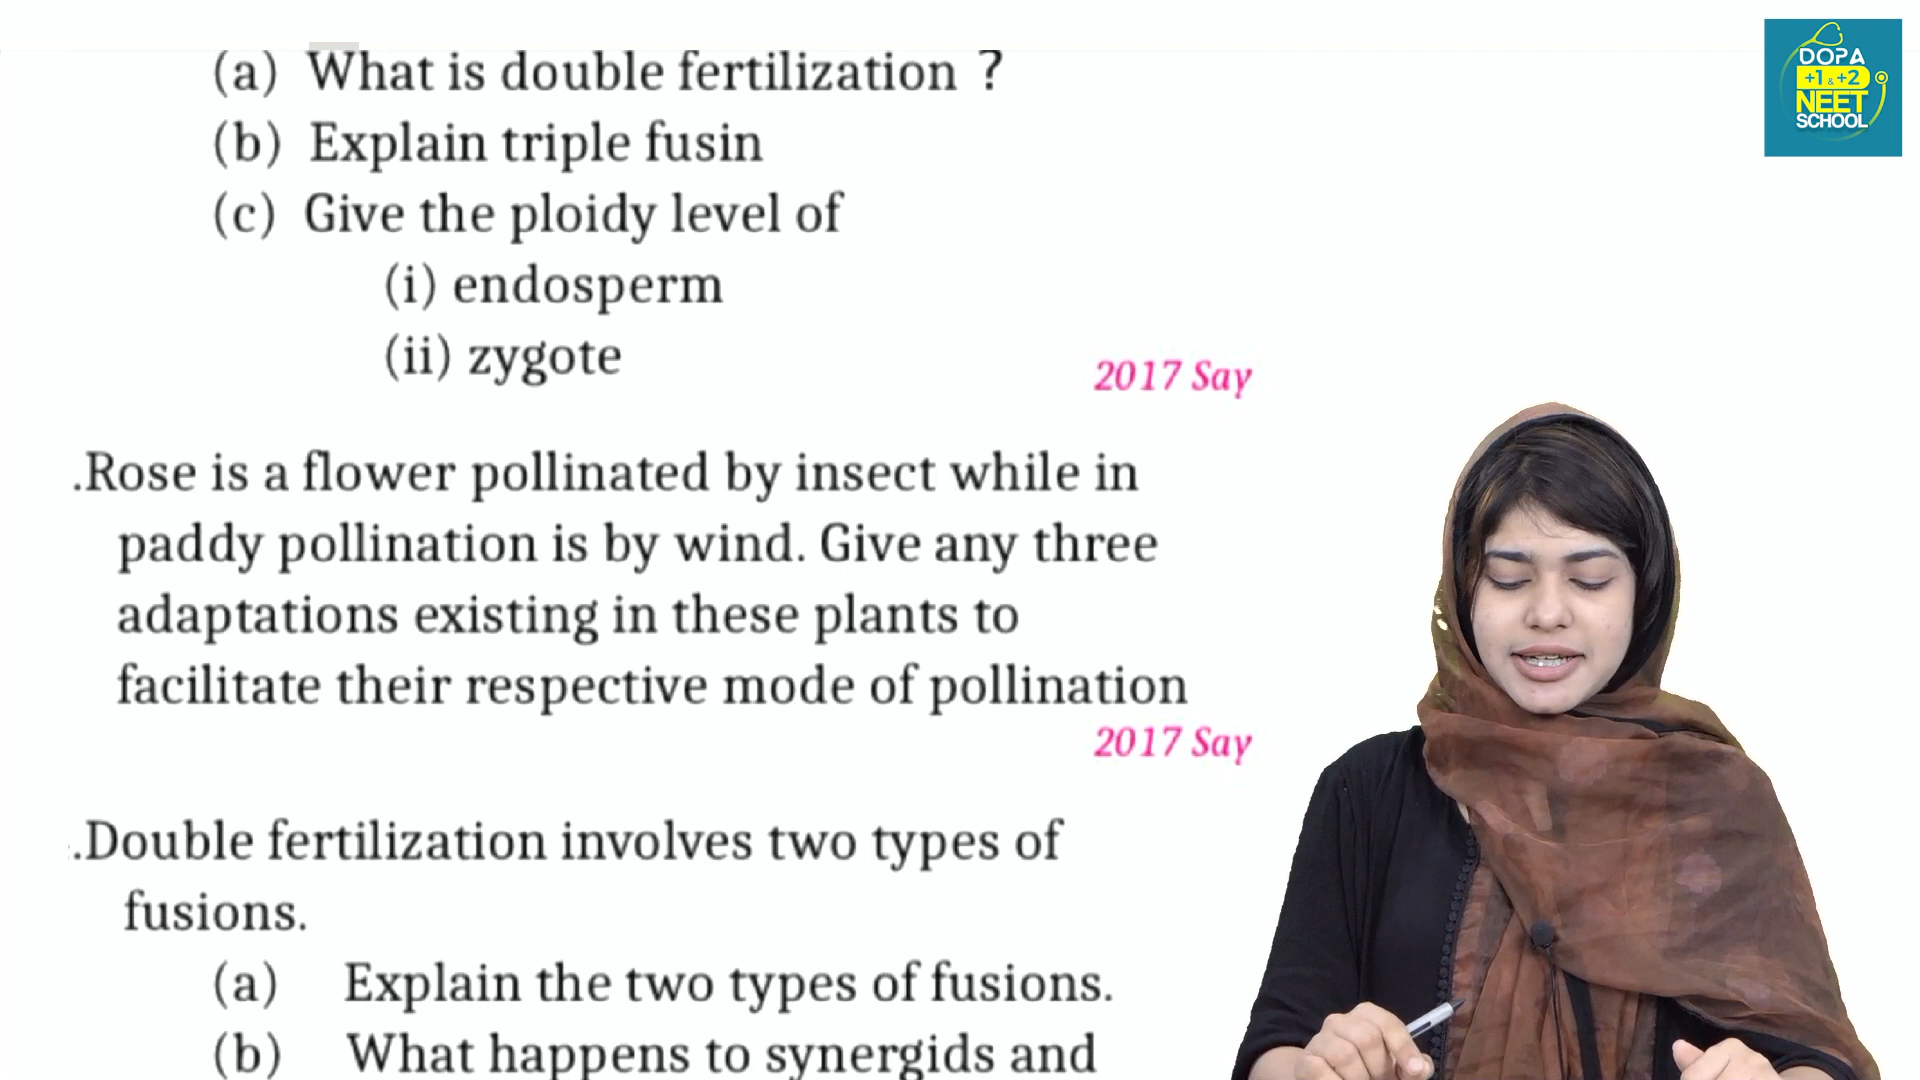 (a) What is double fertilization ?
(b) Explain triple fusin
(c) Give the ploidy level of
(i) endosperm
(ii) zygote
2017 Say
.Rose is a flower pollinated by insect while in
paddy pollination is by wind. Give any three
adaptations existing in these plants to
facilitate their respective mode of pollination
2017 Say
.Double fertilization involves two types of
fusions.
(a) Explain the two types of fusions.
(b) What happens to synergids and
DOPA
+1 & +2
NEET
SCHOOL